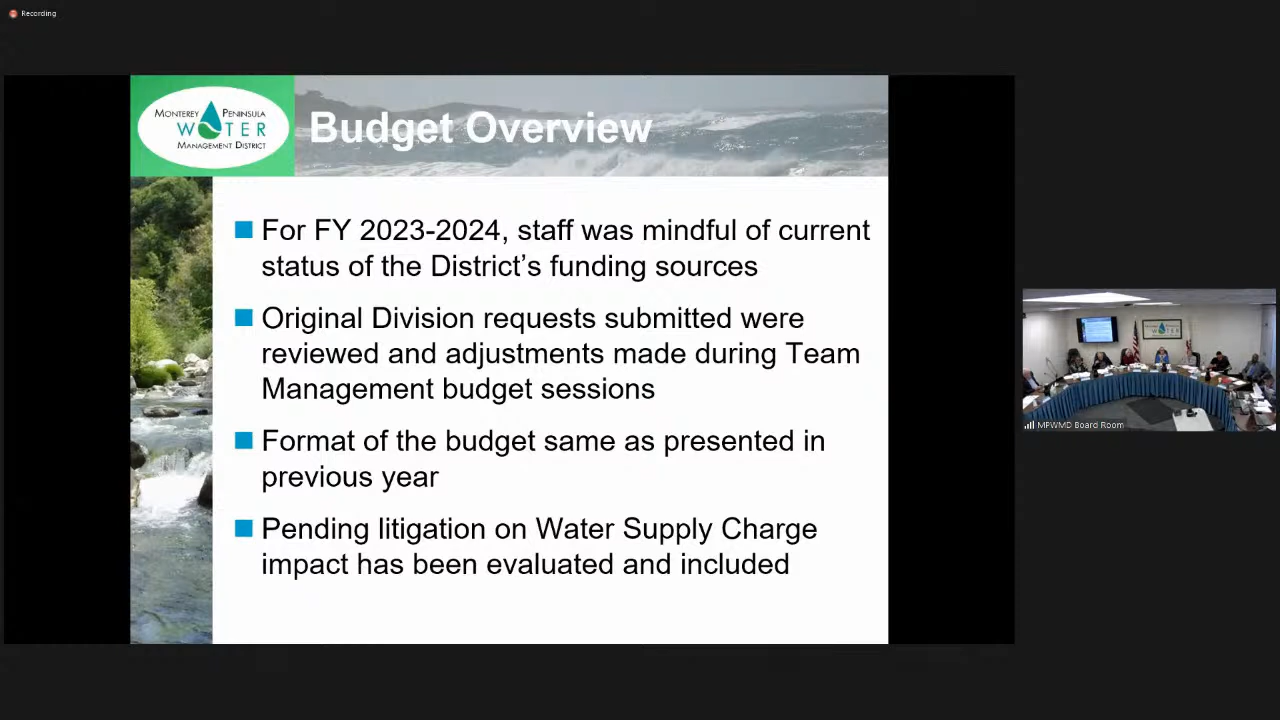 Recording
MONTEREY PENINSULA
WATER
MANAGEMENT DISTRICT
Budget Overview
For FY 2023-2024, staff was mindful of current
status of the District’s funding sources
Original Division requests submitted were
reviewed and adjustments made during Team
Management budget sessions
Format of the budget same as presented in
previous year
Pending litigation on Water Supply Charge
impact has been evaluated and included
MPWMD Board Room